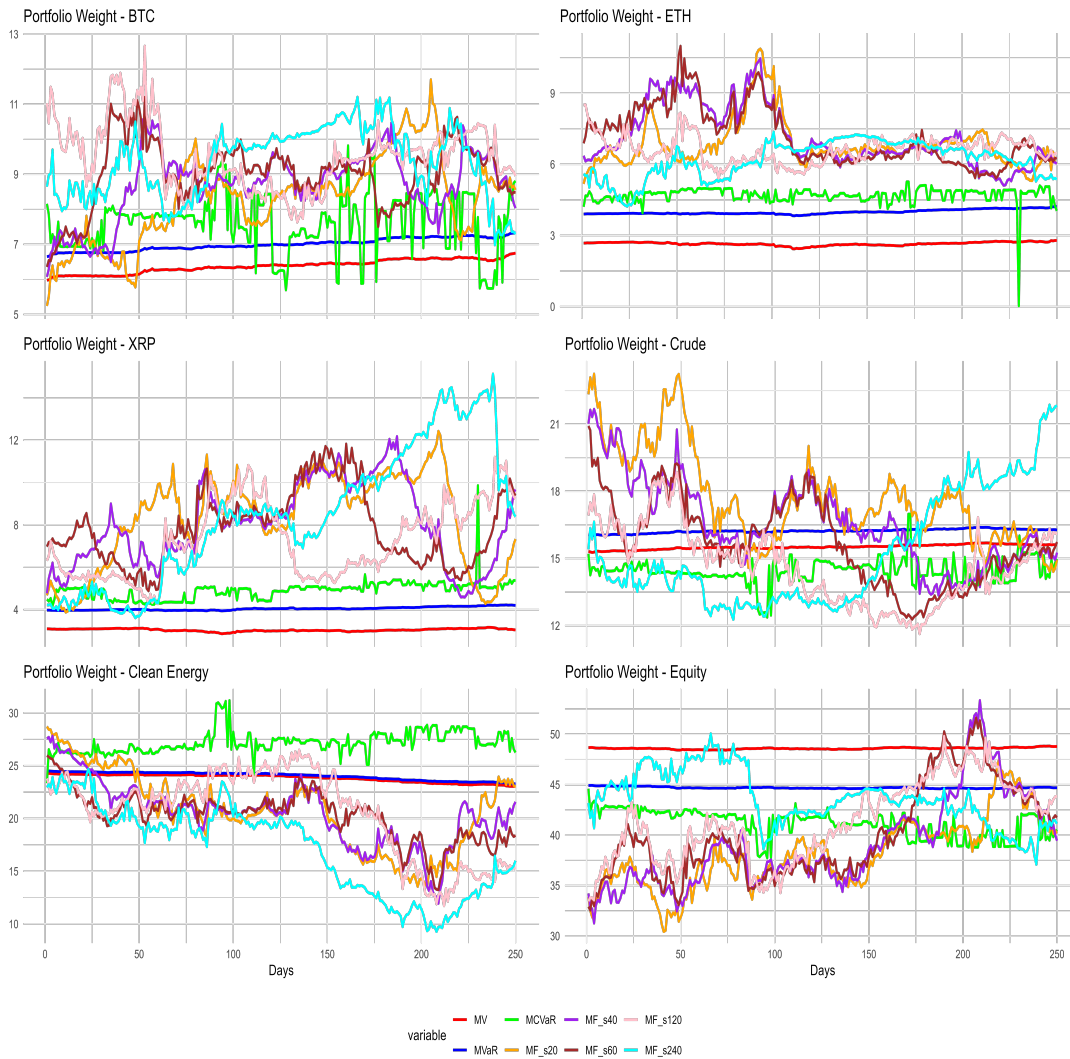 Portfolio Weight - BTC
13
11
9
7
5
Portfolio Weight - ETH
9
6
3
0
Portfolio Weight - XRP
12
8
4
Portfolio Weight - Crude
21
18
15
12
Portfolio Weight - Clean Energy
30
25
20
15
10
0 50 100 150 200 250
Days
Portfolio Weight - Equity
50
45
40
35
30
0 50 100 150 200 250
Days
variable
MV MCVaR MF_s40 MF_s120
MVaR MF_s20 MF_s60 MF_s240